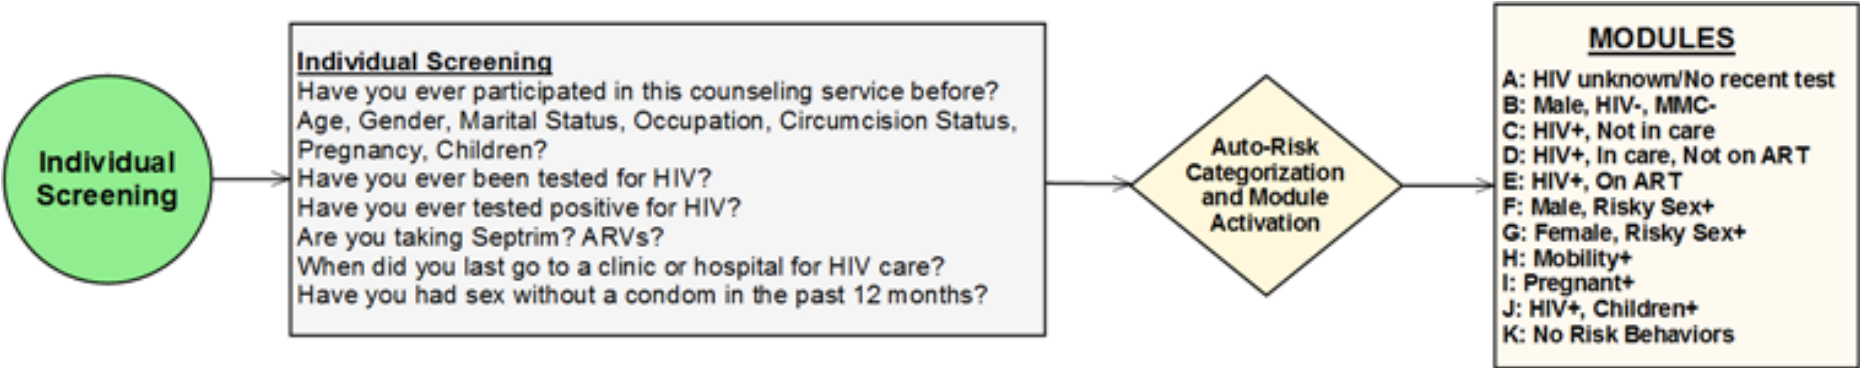 Individual
Screening
Individual Screening
Have you ever participated in this counseling service before?
Age, Gender, Marital Status, Occupation, Circumcision Status,
Pregnancy, Children?
Have you ever been tested for HIV?
Have you ever tested positive for HIV?
Are you taking Septrim? ARVs?
When did you last go to a clinic or hospital for HIV care?
Have you had sex without a condom in the past 12 months?
Auto-Risk
Categorization
and Module
Activation
MODULES
A: HIV unknown/No recent test
B: Male, HIV-, MMC-
C: HIV+, Not in care
D: HIV+, In care, Not on ART
E: HIV+, On ART
F: Male, Risky Sex+
G: Female, Risky Sex+
H: Mobility+
I: Pregnant+
J: HIV+, Children+
K: No Risk Behaviors